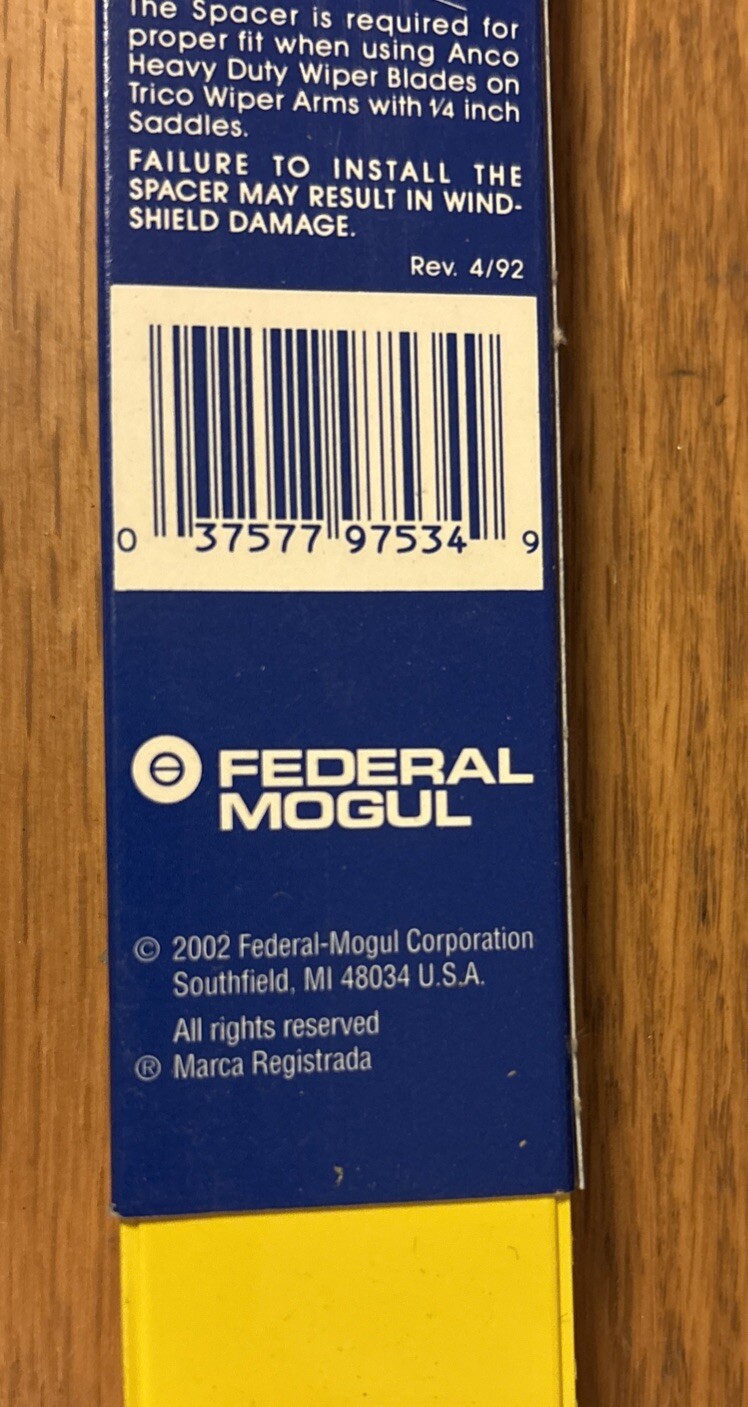 The Spacer is required for
proper fit when using Anco
Heavy Duty Wiper Blades on
Trico Wiper Arms with 1/4 inch
Saddles.
FAILURE TO INSTALL THE
SPACER MAY RESULT IN WIND-
SHIELD DAMAGE.
Rev. 4/92
0 37577 97534 9
FEDERAL
MOGUL
© 2002 Federal-Mogul Corporation
Southfield, MI 48034 U.S.A.
All rights reserved
® Marca Registrada